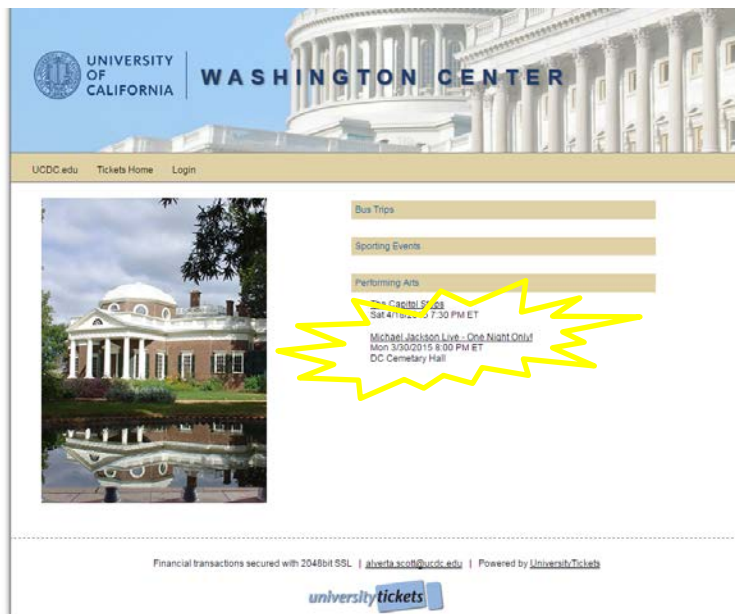 UNIVERSITY
OF
CALIFORNIA
WASHINGTON CENTER
UCDC.edu Tickets Home Login
Bus Trips
Sporting Events
Performing Arts
The Capitol Steps
Sat 4/18/2015 7:30 PM ET
Michael Jackson Live - One Night Only!
Mon 3/30/2015 8:00 PM ET
DC Cemetary Hall
Financial transactions secured with 2048bit SSL | alverta.scott@ucdc.edu | Powered by UniversityTickets
universitytickets